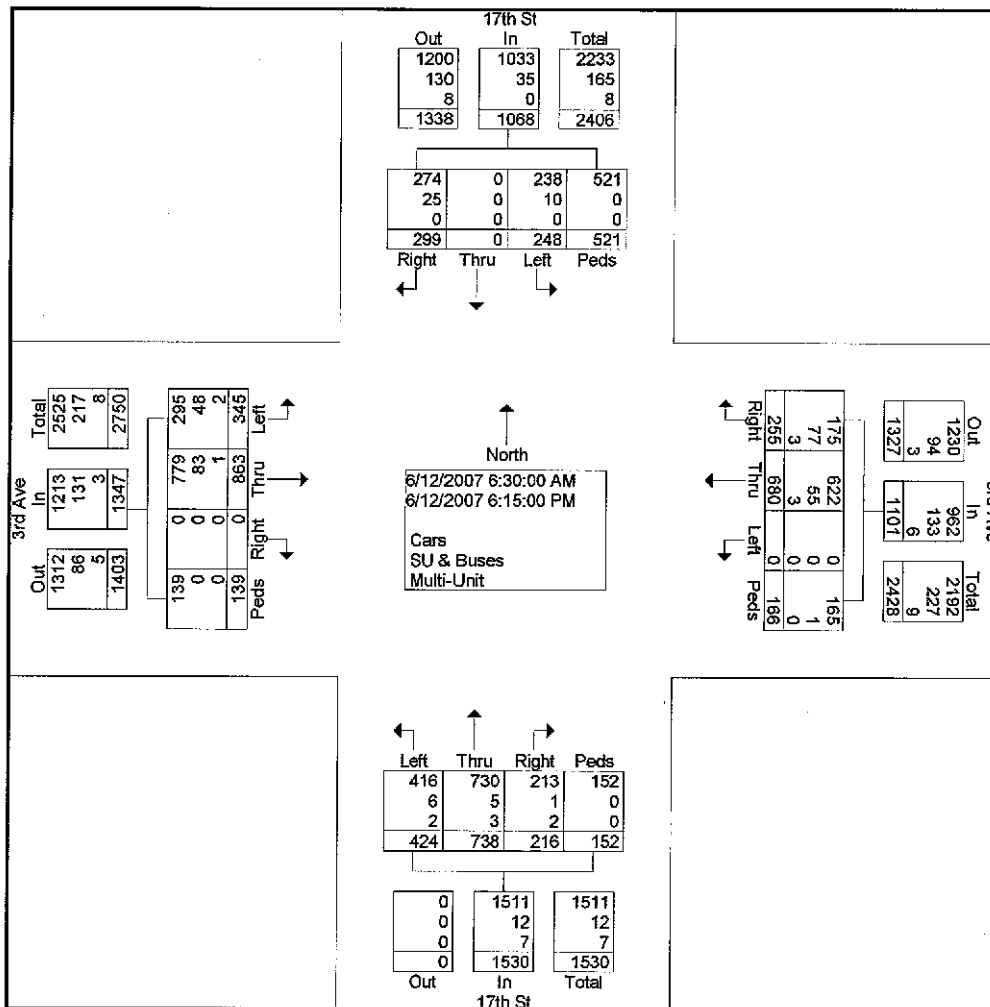 17th St
Out In Total
1200 1033 2233
130 35 165
8 0 8
1338 1068 2406
274 0 238 521
25 0 10 0
0 0 0 0
299 0 248 521
Right Thru Left Peds
3rd Ave
Total In Out
2525 217 8 2750
1213 131 3 1347
1312 86 5 1403
295 48 2 345 Left
779 83 1 863 Thru
0 0 0 0 Right
139 0 0 139 Peds
North
6/12/2007 6:30:00 AM
6/12/2007 6:15:00 PM
Cars
SU & Buses
Multi-Unit
Right 255 3 77 175
Thru 680 3 55 622
Left 0 0 0 0
Peds 166 0 1 165
Out In Total
1327 3 94 1230
1101 6 133 962
2428 9 227 2192
Left Thru Right Peds
416 730 213 152
6 5 1 0
2 3 2 0
424 738 216 152
0 1511 1511
0 12 12
0 7 7
0 1530 1530
Out In Total
17th St